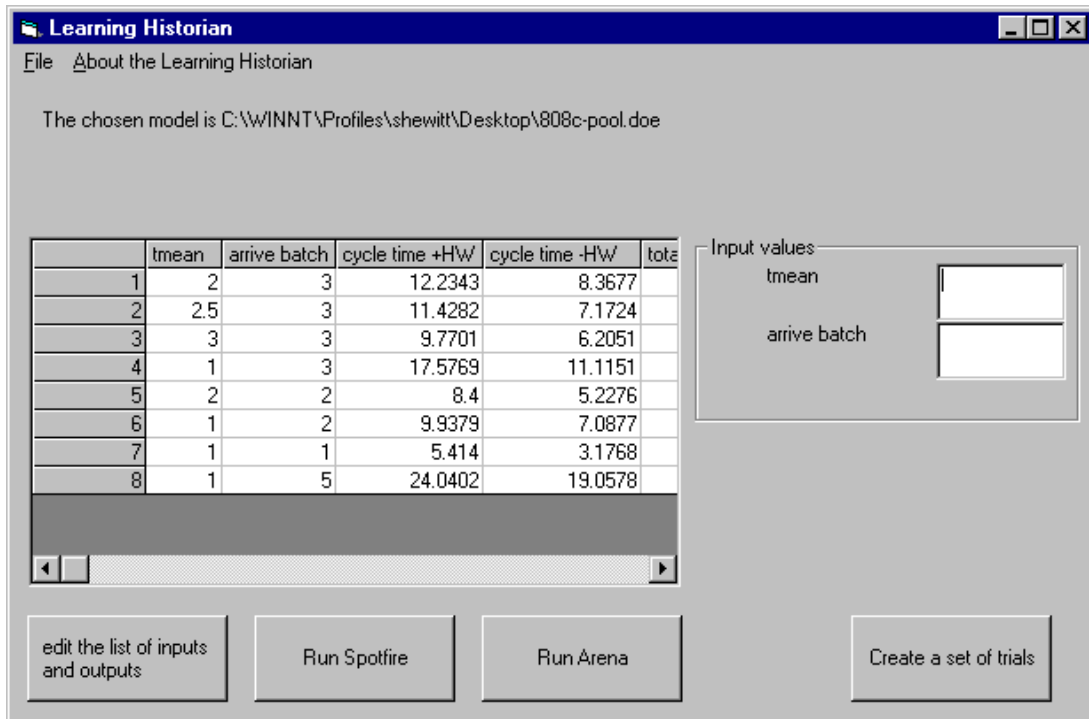 Learning Historian
File About the Learning Historian
The chosen model is C:\WINNT\Profiles\shewitt\Desktop\808c-pool.doe
tmean arrive batch cycle time +HW cycle time -HW tota
1 2 3 12.2343 8.3677
2 2.5 3 11.4282 7.1724
3 3 3 9.7701 6.2051
4 1 3 17.5769 11.1151
5 2 2 8.4 5.2276
6 1 2 9.9379 7.0877
7 1 1 5.414 3.1768
8 1 5 24.0402 19.0578
Input values
tmean
arrive batch
edit the list of inputs
and outputs
Run Spotfire
Run Arena
Create a set of trials